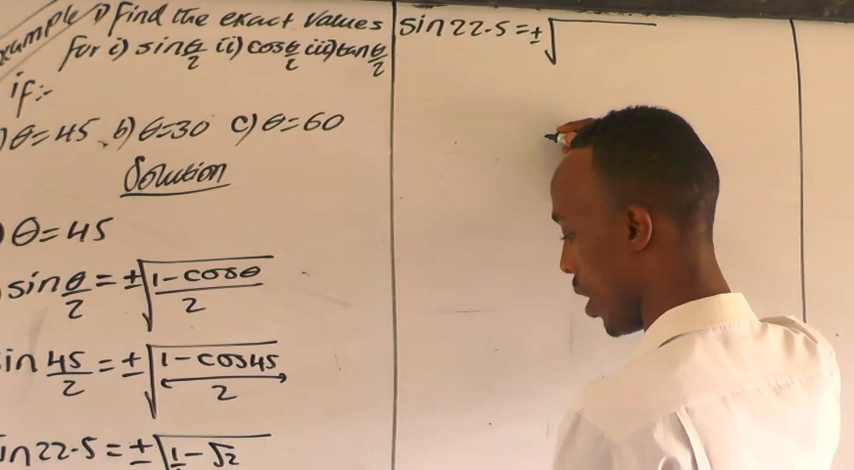 Example 1) Find the exact values
for i) sin θ/2 ii) cos θ/2 iii) tan θ/2
if:-
a) θ=45 b) θ=30 c) θ=60
Solution
a) θ=45
sin θ/2 = ±√(1-cosθ)/2
sin 45/2 = ±√(1-cos45)/2
sin 22.5 = ±√1-√2
sin 22.5 = ±√